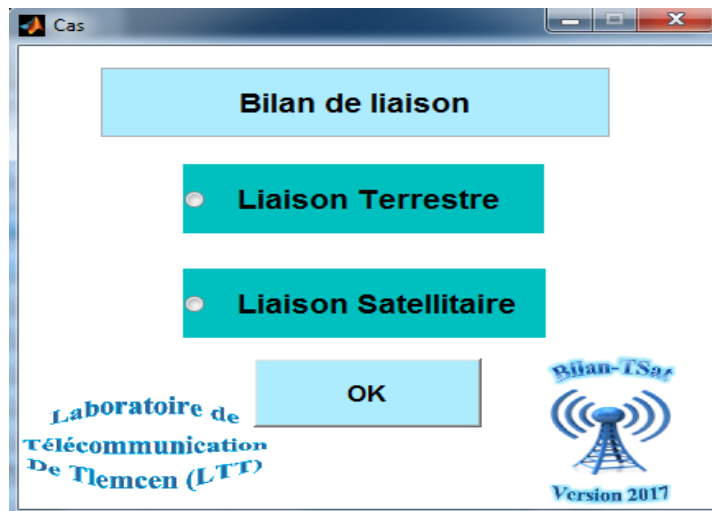 Cas
Bilan de liaison
Liaison Terrestre
Liaison Satellitaire
OK
Laboratoire de
Télécommunication
De Tlemcen (LTT)
Bilan-TSat
Version 2017